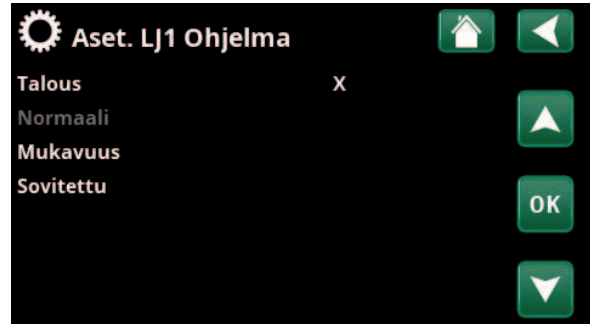 Aset. LJ1 Ohjelma
Talous X
Normaali
Mukavuus
Sovitettu
OK